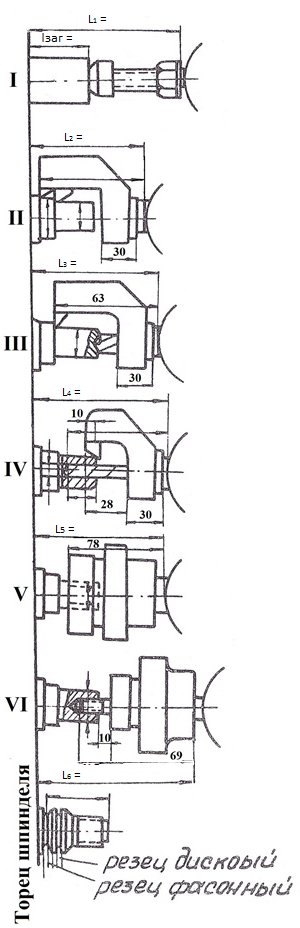 L₁ =
lзаг =
I
L₂ =
II
30
L₃ =
63
III
30
L₄ =
10
IV
28
30
L₅ =
78
V
VI
10
69
L₆ =
Торец шпинделя
резец дисковый
резец фасонный